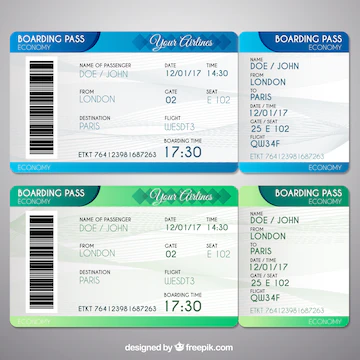 BOARDING PASS
ECONOMY
Your Airlines
NAME OF PASSENGER DATE TIME
DOE / JOHN 12/01/17 14:30
FROM GATE SEAT
LONDON 02 E 102
DESTINATION FLIGHT
PARIS WESDT3
BOARDING TIME
ETKT 764123981687263 17:30
ECONOMY
BOARDING PASS
ECONOMY
DOE / JOHN
FROM
LONDON
TO
PARIS
DATE
12/01/17
GATE / SEAT
25 E 102
FLIGHT
QW34F
ECONOMY
BOARDING PASS
ECONOMY
Your Airlines
NAME OF PASSENGER DATE TIME
DOE / JOHN 12/01/17 14:30
FROM GATE SEAT
LONDON 02 E 102
DESTINATION FLIGHT
PARIS WESDT3
BOARDING TIME
ETKT 764123981687263 17:30
ECONOMY
BOARDING PASS
ECONOMY
DOE / JOHN
FROM
LONDON
TO
PARIS
DATE
12/01/17
GATE / SEAT
25 E 102
FLIGHT
QW34F
ECONOMY
designed by freepik.com